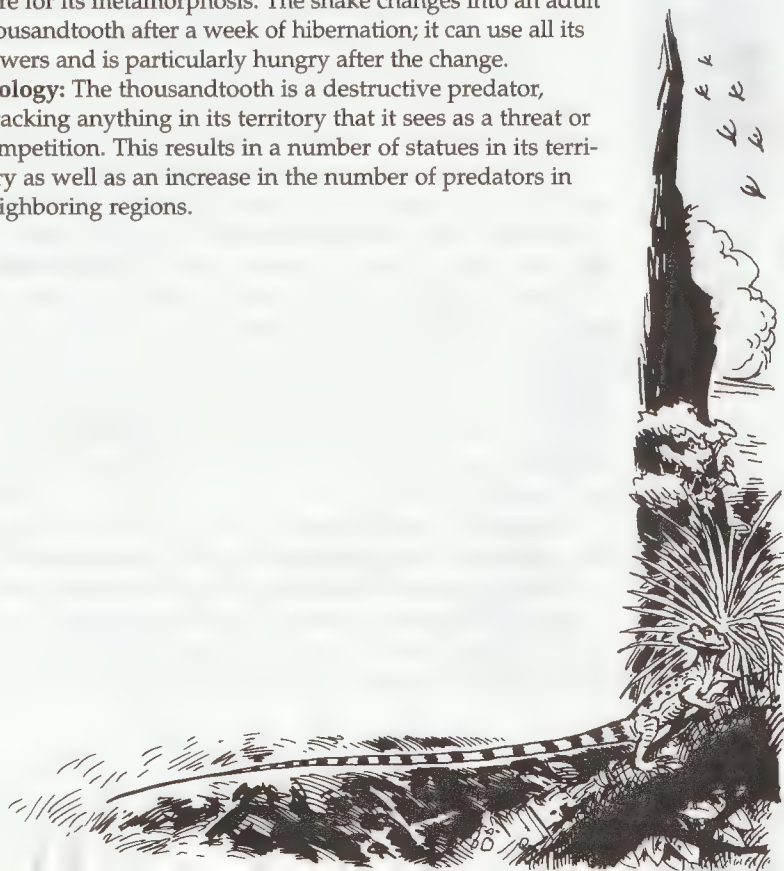 re for its metamorphosis. The snake changes into an adult
ousandtooth after a week of hibernation; it can use all its
wers and is particularly hungry after the change.
ology: The thousandtooth is a destructive predator,
acking anything in its territory that it sees as a threat or
mpetition. This results in a number of statues in its terri-
ry as well as an increase in the number of predators in
ighboring regions.